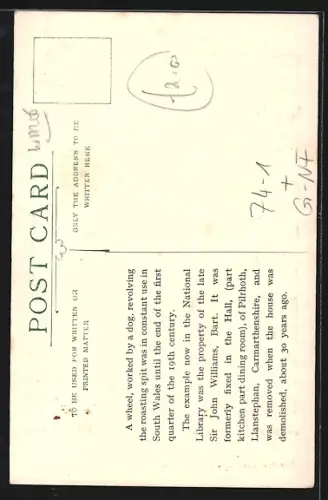 POST CARD
TO BE USED FOR WRITTEN OR
PRINTED MATTER
ONLY THE ADDRESS TO BE
WRITTEN HERE
A wheel, worked by a dog, revolving
the roasting spit was in constant use in
South Wales until the end of the first
quarter of the 19th century.
The example now in the National
Library was the property of the late
Sir John Williams, Bart. It was
formerly fixed in the Hall, (part
kitchen part dining room), of Pilrhoth,
Llanstephan, Carmarthenshire, and
was removed when the house was
demolished, about 30 years ago.
74-1
+